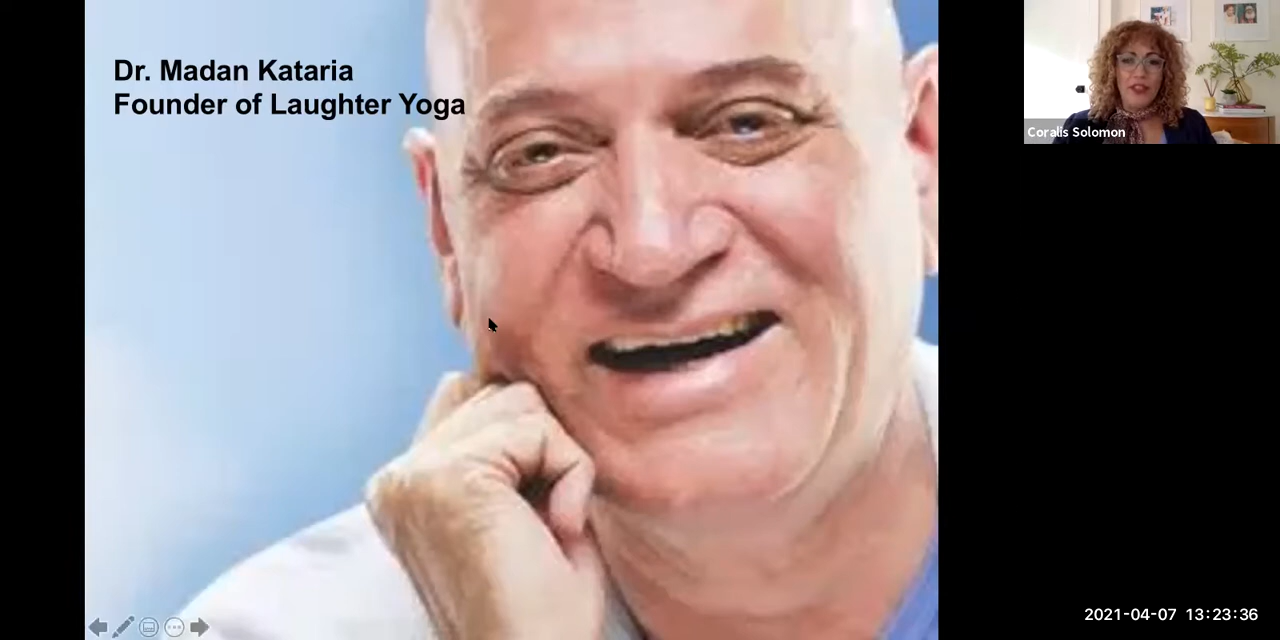 Dr. Madan Kataria
Founder of Laughter Yoga
Coralis Solomon
2021-04-07 13:23:36